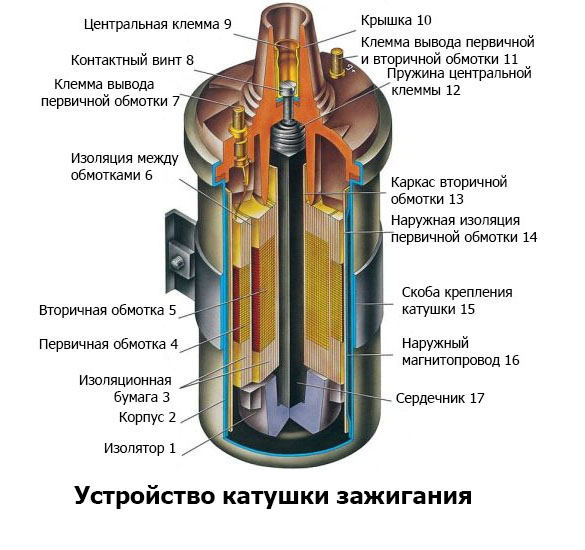 Центральная клемма 9
Контактный винт 8
Клемма вывода
первичной обмотки 7
Изоляция между
обмотками 6
Вторичная обмотка 5
Первичная обмотка 4
Изоляционная
бумага 3
Корпус 2
Изолятор 1
Крышка 10
Клемма вывода первичной
и вторичной обмотки 11
Пружина центральной
клеммы 12
Каркас вторичной
обмотки 13
Наружная изоляция
первичной обмотки 14
Скоба крепления
катушки 15
Наружный
магнитопровод 16
Сердечник 17
Устройство катушки зажигания